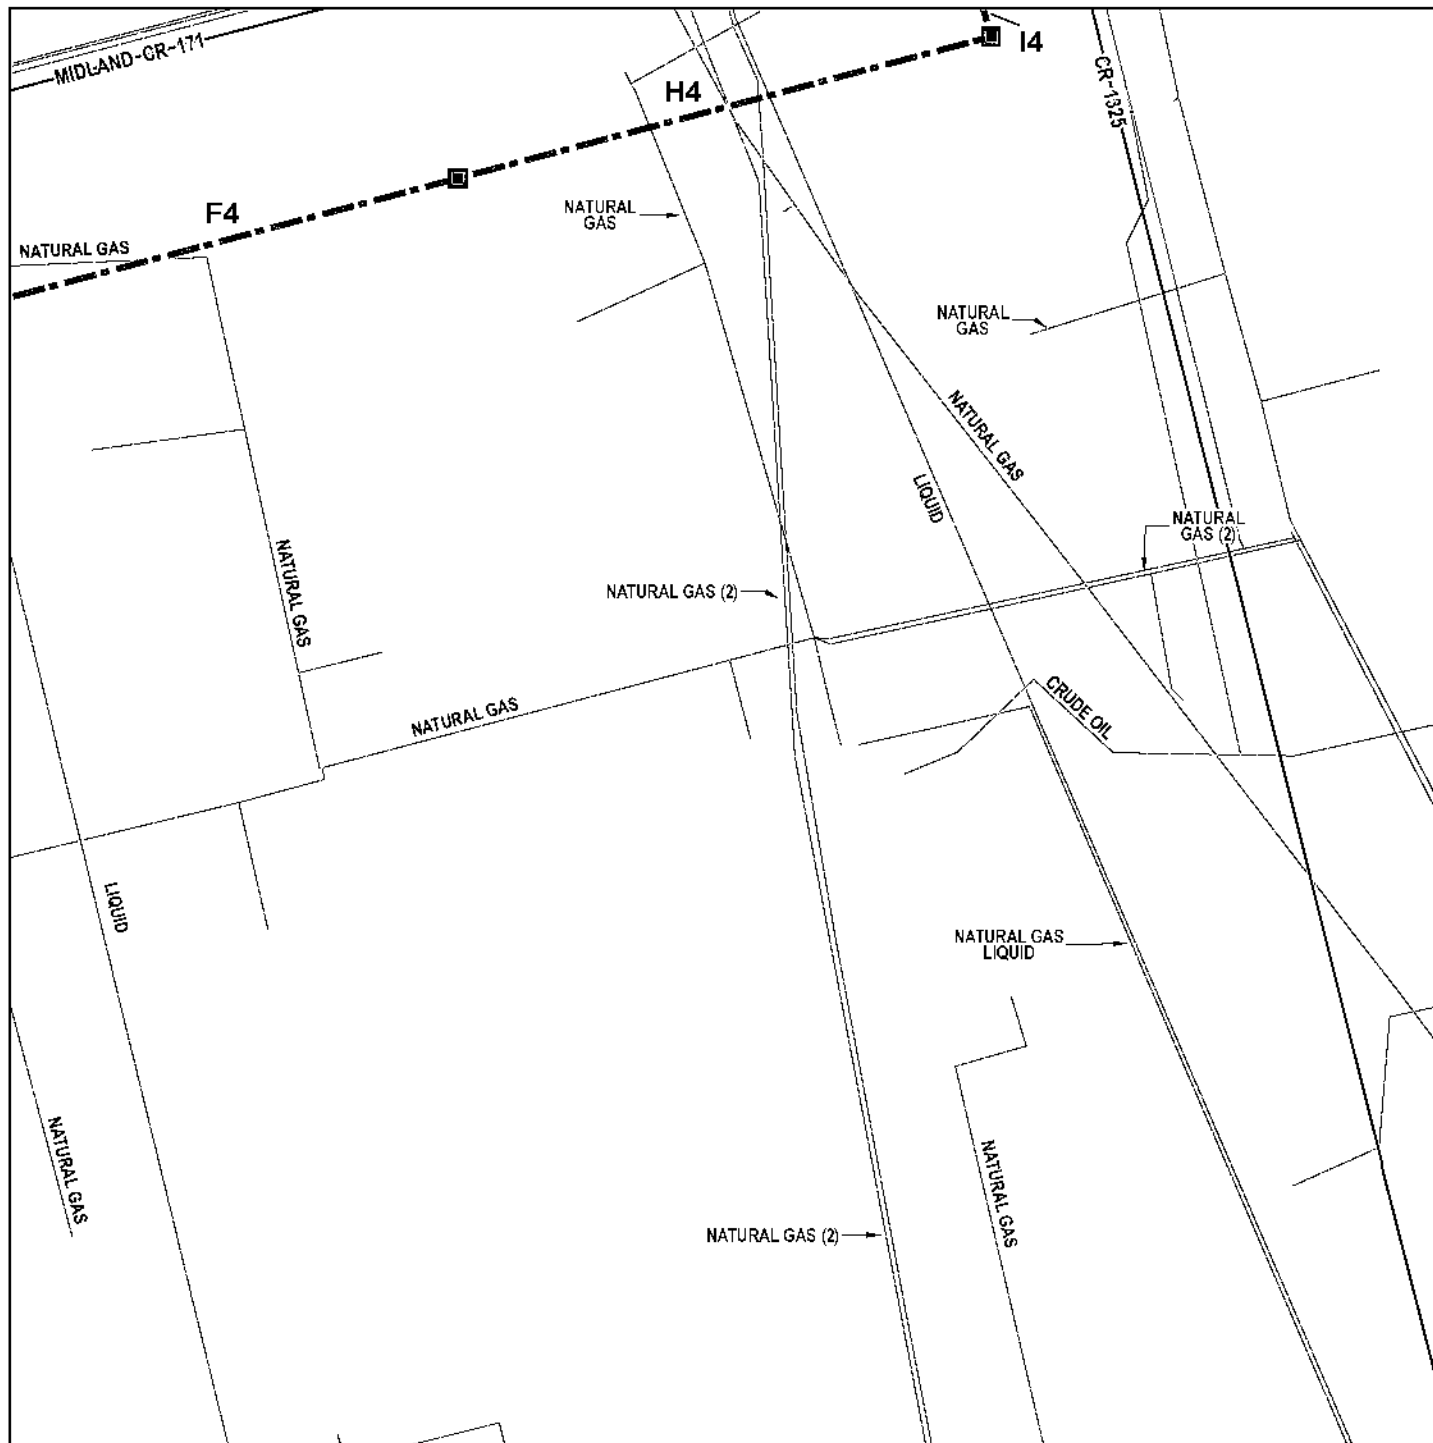 I4
MIDLAND-CR-171
CR-1325
H4
F4
NATURAL
GAS
NATURAL GAS
NATURAL
GAS
NATURAL GAS
LIQUID
NATURAL
GAS (2)
NATURAL GAS
NATURAL GAS (2)
CRUDE OIL
NATURAL GAS
LIQUID
NATURAL GAS
LIQUID
NATURAL GAS
NATURAL GAS
NATURAL GAS (2)